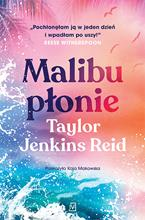 "Pochłonęłam ją w jeden dzień
i wpadłam po uszy!"
REESE WITHERSPOON
Malibu
płonie
Taylor
Jenkins Reid
Przełożyła Kaja Makowska